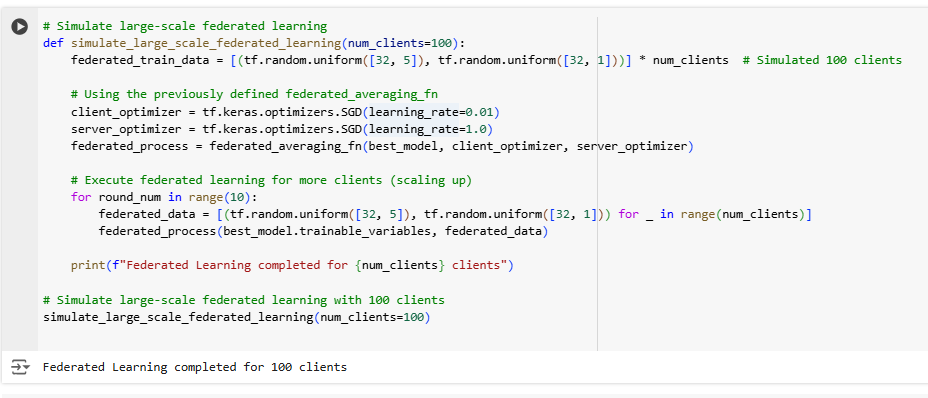 # Simulate large-scale federated learning
def simulate_large_scale_federated_learning(num_clients=100):
    federated_train_data = [(tf.random.uniform([32, 5]), tf.random.uniform([32, 1]))] * num_clients  # Simulated 100 clients
    # Using the previously defined federated_averaging_fn
    client_optimizer = tf.keras.optimizers.SGD(learning_rate=0.01)
    server_optimizer = tf.keras.optimizers.SGD(learning_rate=1.0)
    federated_process = federated_averaging_fn(best_model, client_optimizer, server_optimizer)
    # Execute federated learning for more clients (scaling up)
    for round_num in range(10):
        federated_data = [(tf.random.uniform([32, 5]), tf.random.uniform([32, 1])) for _ in range(num_clients)]
        federated_process(best_model.trainable_variables, federated_data)
    print(f"Federated Learning completed for {num_clients} clients")
# Simulate large-scale federated learning with 100 clients
simulate_large_scale_federated_learning(num_clients=100)
Federated Learning completed for 100 clients